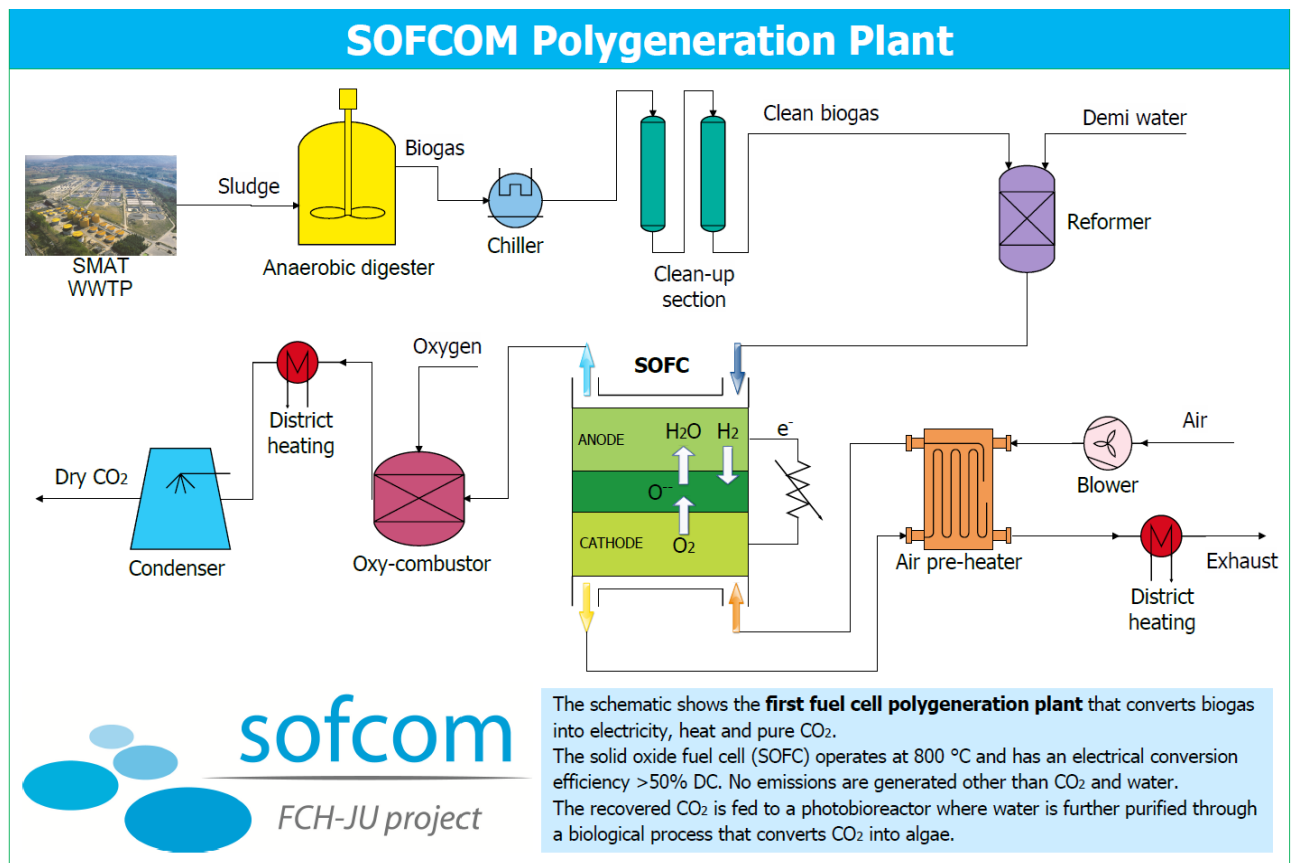 SOFCOM Polygeneration Plant
Clean biogas
Demi water
Biogas
Sludge
Chiller
Reformer
SMAT
WWTP
Anaerobic digester
Clean-up
section
Oxygen
SOFC
District
heating
ANODE
H2O
H2
e-
Air
Dry CO2
O--
Blower
CATHODE
O2
Condenser
Oxy-combustor
Air pre-heater
Exhaust
District
heating
sofcom
FCH-JU project
The schematic shows the first fuel cell polygeneration plant that converts biogas
into electricity, heat and pure CO2.
The solid oxide fuel cell (SOFC) operates at 800 °C and has an electrical conversion
efficiency >50% DC. No emissions are generated other than CO2 and water.
The recovered CO2 is fed to a photobioreactor where water is further purified through
a biological process that converts CO2 into algae.